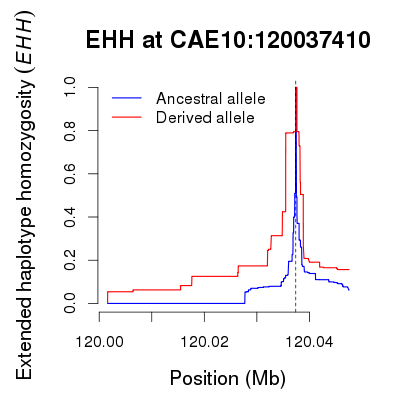 EHH at CAE10:120037410
Extended haplotype homozygosity (EHH)
1.0
0.8
0.6
0.4
0.2
0.0
Ancestral allele
Derived allele
120.00 120.02 120.04
Position (Mb)